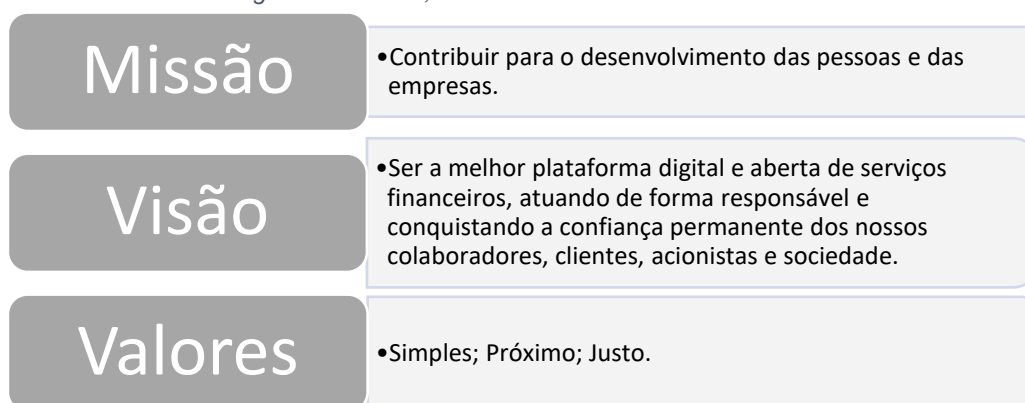 Missão
•Contribuir para o desenvolvimento das pessoas e das
empresas.
Visão
•Ser a melhor plataforma digital e aberta de serviços
financeiros, atuando de forma responsável e
conquistando a confiança permanente dos nossos
colaboradores, clientes, acionistas e sociedade.
Valores
•Simples; Próximo; Justo.